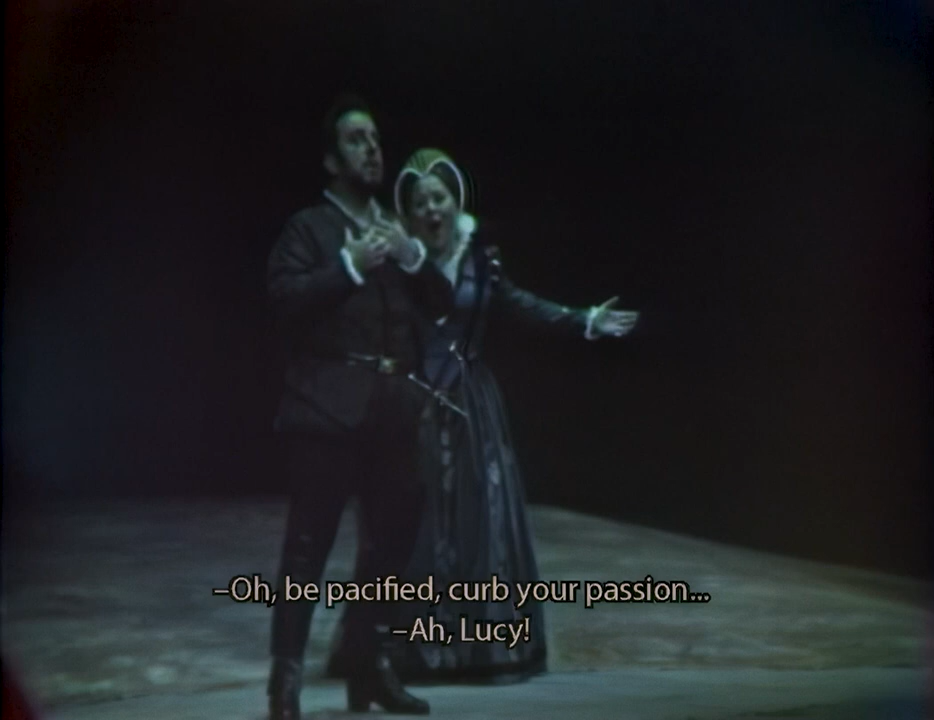 –Oh, be pacified, curb your passion...
–Ah, Lucy!